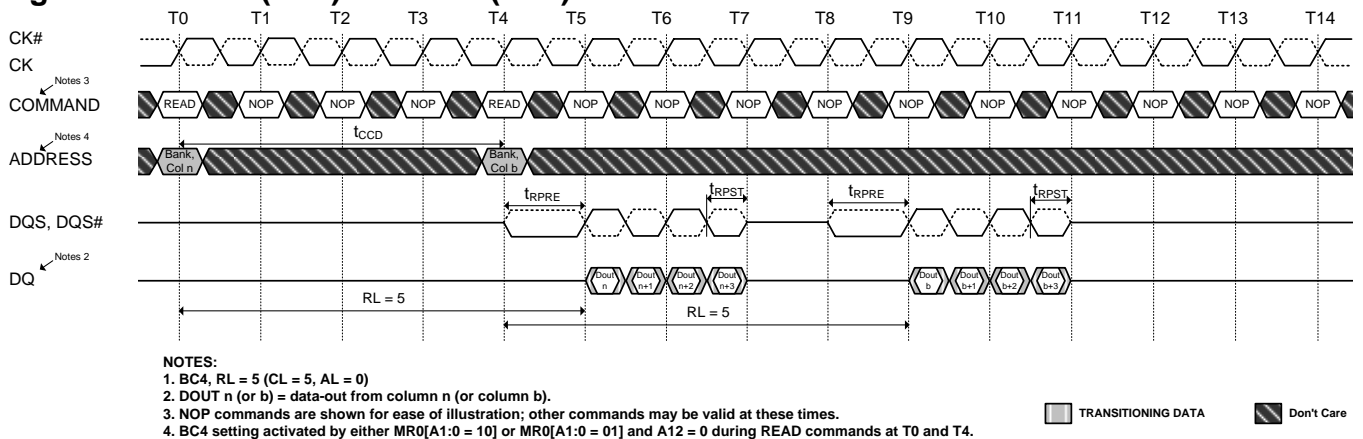 T0 T1 T2 T3 T4 T5 T6 T7 T8 T9 T10 T11 T12 T13 T14
CK#
CK
Notes 3
COMMAND READ NOP NOP NOP READ NOP NOP NOP NOP NOP NOP NOP NOP NOP NOP
tCCD
Notes 4
ADDRESS Bank, Col n Bank, Col b
tRPRE tRPST tRPRE tRPST
DQS, DQS#
Notes 2
DQ Dout n Dout n+1 Dout n+2 Dout n+3 Dout b Dout b+1 Dout b+2 Dout b+3
RL = 5
RL = 5
NOTES:
1. BC4, RL = 5 (CL = 5, AL = 0)
2. DOUT n (or b) = data-out from column n (or column b).
3. NOP commands are shown for ease of illustration; other commands may be valid at these times.
4. BC4 setting activated by either MR0[A1:0 = 10] or MR0[A1:0 = 01] and A12 = 0 during READ commands at T0 and T4.
TRANSITIONING DATA Don't Care